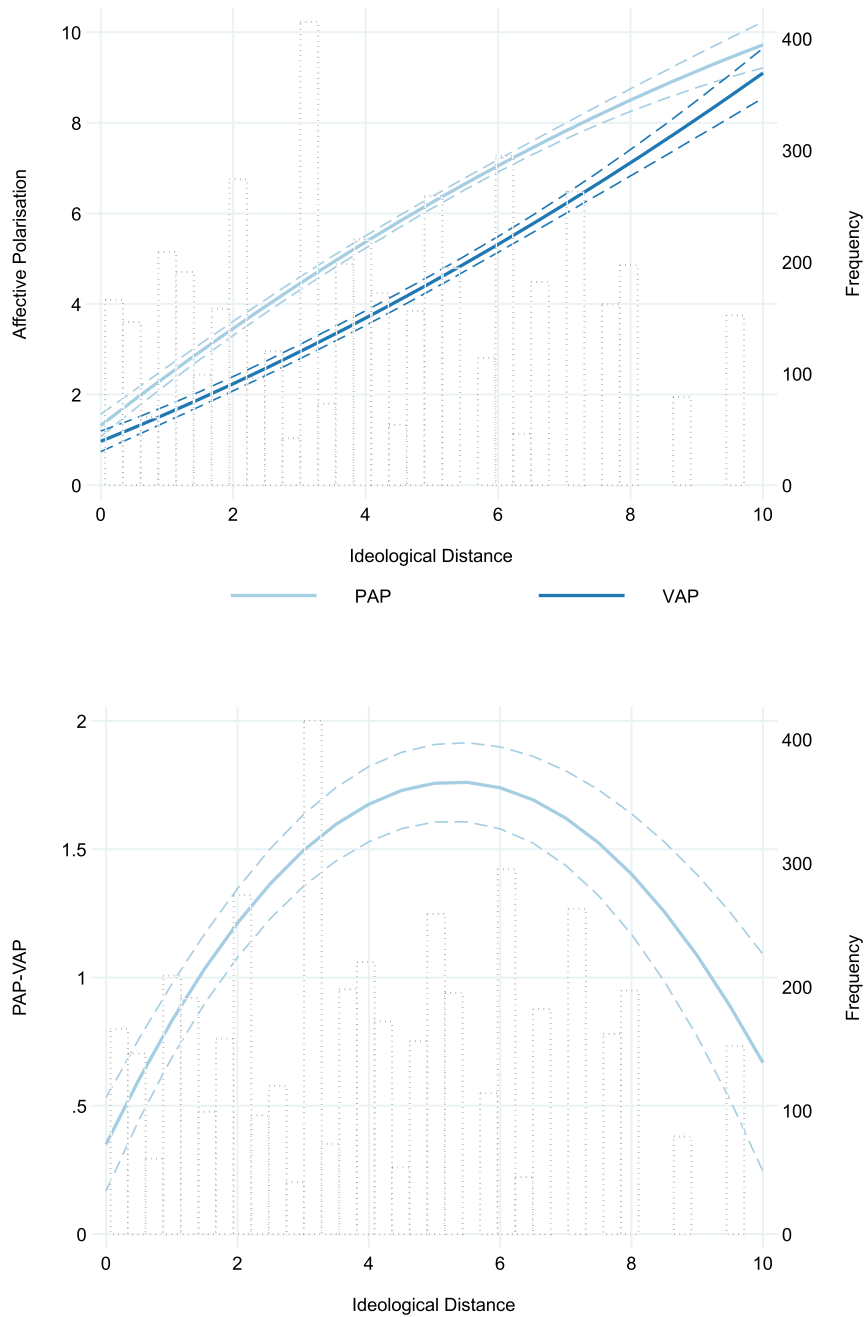 10
8
6
4
2
0
Affective Polarisation
400
300
200
100
0
Frequency
0 2 4 6 8 10
Ideological Distance
PAP VAP
2
1.5
1
.5
0
PAP-VAP
400
300
200
100
0
Frequency
0 2 4 6 8 10
Ideological Distance